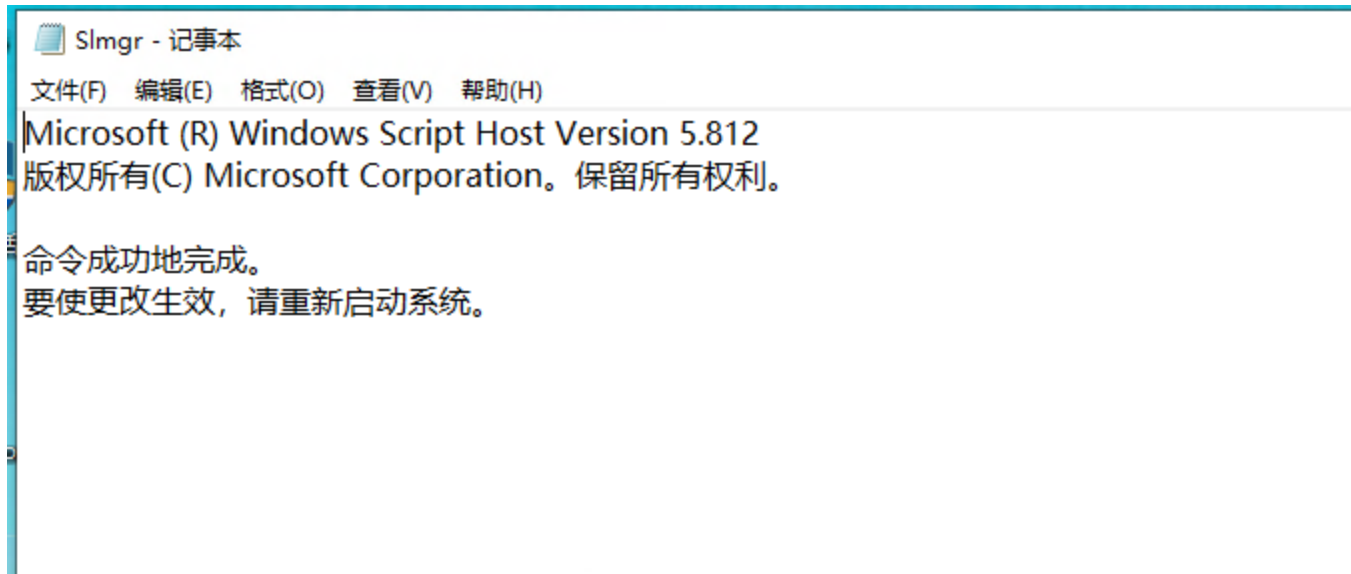 Slmgr - 记事本
文件(F) 编辑(E) 格式(O) 查看(V) 帮助(H)
Microsoft (R) Windows Script Host Version 5.812
版权所有(C) Microsoft Corporation。保留所有权利。
命令成功地完成。
要使更改生效，请重新启动系统。